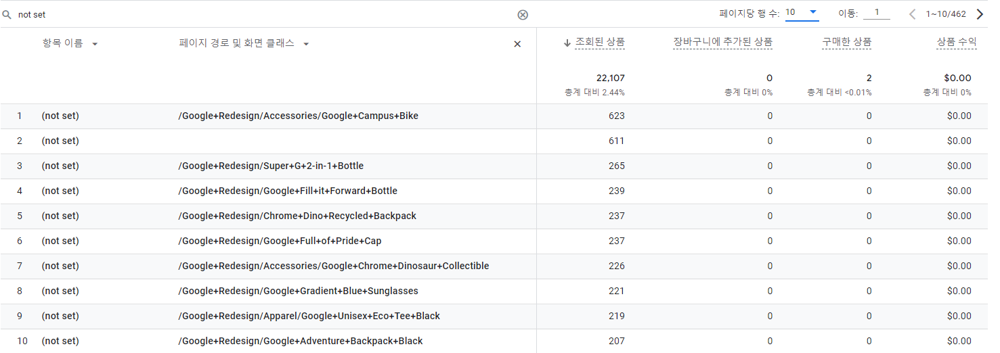 not set
페이지당 행 수: 10 이동: 1 1~10/462
항목 이름 페이지 경로 및 화면 클래스 조회된 상품 장바구니에 추가된 상품 구매한 상품 상품 수익
22,107 0 2 $0.00
총계 대비 2.44% 총계 대비 0% 총계 대비 <0.01% 총계 대비 0%
1 (not set) /Google+Redesign/Accessories/Google+Campus+Bike 623 0 0 $0.00
2 (not set) 611 0 0 $0.00
3 (not set) /Google+Redesign/Super+G+2-in-1+Bottle 265 0 0 $0.00
4 (not set) /Google+Redesign/Google+Fill+it+Forward+Bottle 239 0 0 $0.00
5 (not set) /Google+Redesign/Chrome+Dino+Recycled+Backpack 237 0 0 $0.00
6 (not set) /Google+Redesign/Google+Full+of+Pride+Cap 237 0 0 $0.00
7 (not set) /Google+Redesign/Accessories/Google+Chrome+Dinosaur+Collectible 226 0 0 $0.00
8 (not set) /Google+Redesign/Google+Gradient+Blue+Sunglasses 221 0 0 $0.00
9 (not set) /Google+Redesign/Apparel/Google+Unisex+Eco+Tee+Black 219 0 0 $0.00
10 (not set) /Google+Redesign/Google+Adventure+Backpack+Black 207 0 0 $0.00